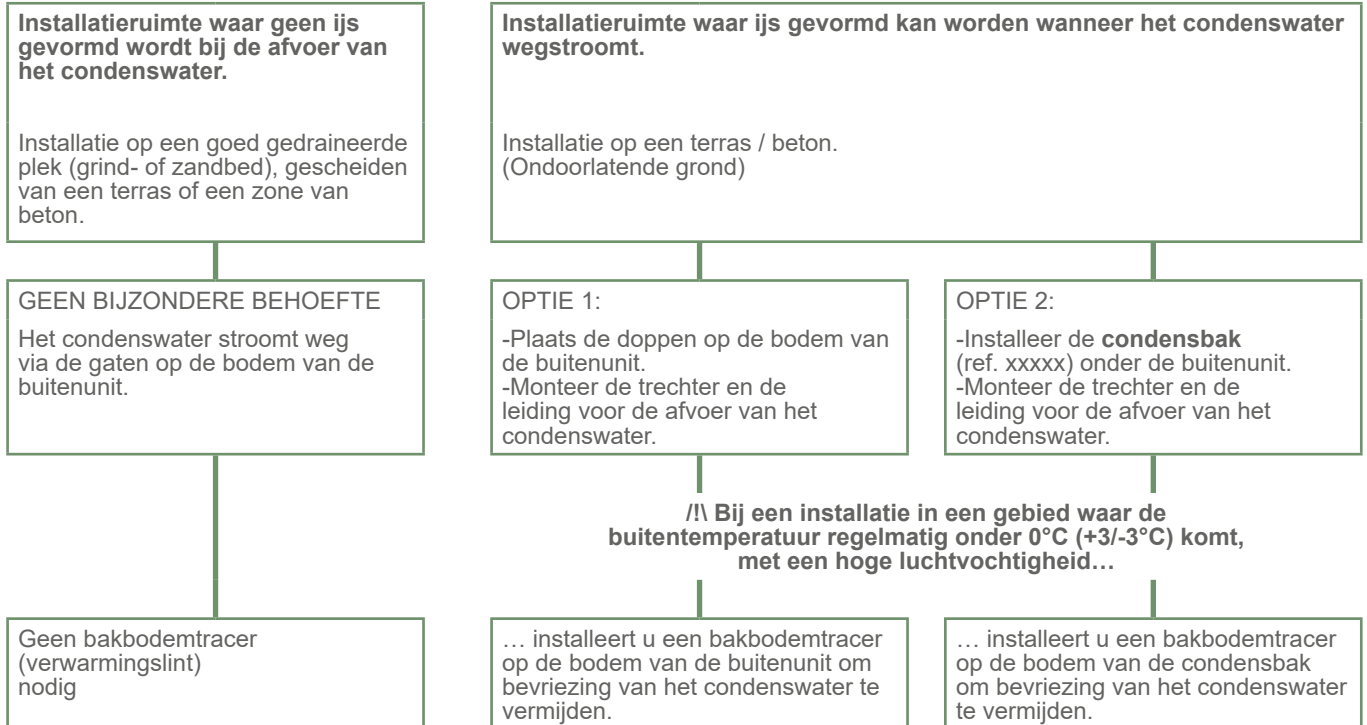 Installatieruimte waar geen ijs
gevormd wordt bij de afvoer van
het condenswater.
Installatie op een goed gedraineerde
plek (grind- of zandbed), gescheiden
van een terras of een zone van
beton.
Installatieruimte waar ijs gevormd kan worden wanneer het condenswater
wegstroomt.
Installatie op een terras / beton.
(Ondoorlatende grond)
GEEN BIJZONDERE BEHOEFTE
Het condenswater stroomt weg
via de gaten op de bodem van de
buitenunit.
OPTIE 1:
-Plaats de doppen op de bodem van
de buitenunit.
-Monteer de trechter en de
leiding voor de afvoer van het
condenswater.
OPTIE 2:
-Installeer de condensbak
(ref. xxxxx) onder de buitenunit.
-Monteer de trechter en de
leiding voor de afvoer van het
condenswater.
/!\ Bij een installatie in een gebied waar de
buitentemperatuur regelmatig onder 0°C (+3/-3°C) komt,
met een hoge luchtvochtigheid…
Geen bakbodemtracer
(verwarmingslint)
nodig
… installeert u een bakbodemtracer
op de bodem van de buitenunit om
bevriezing van het condenswater te
vermijden.
… installeert u een bakbodemtracer
op de bodem van de condensbak
om bevriezing van het condenswater
te vermijden.